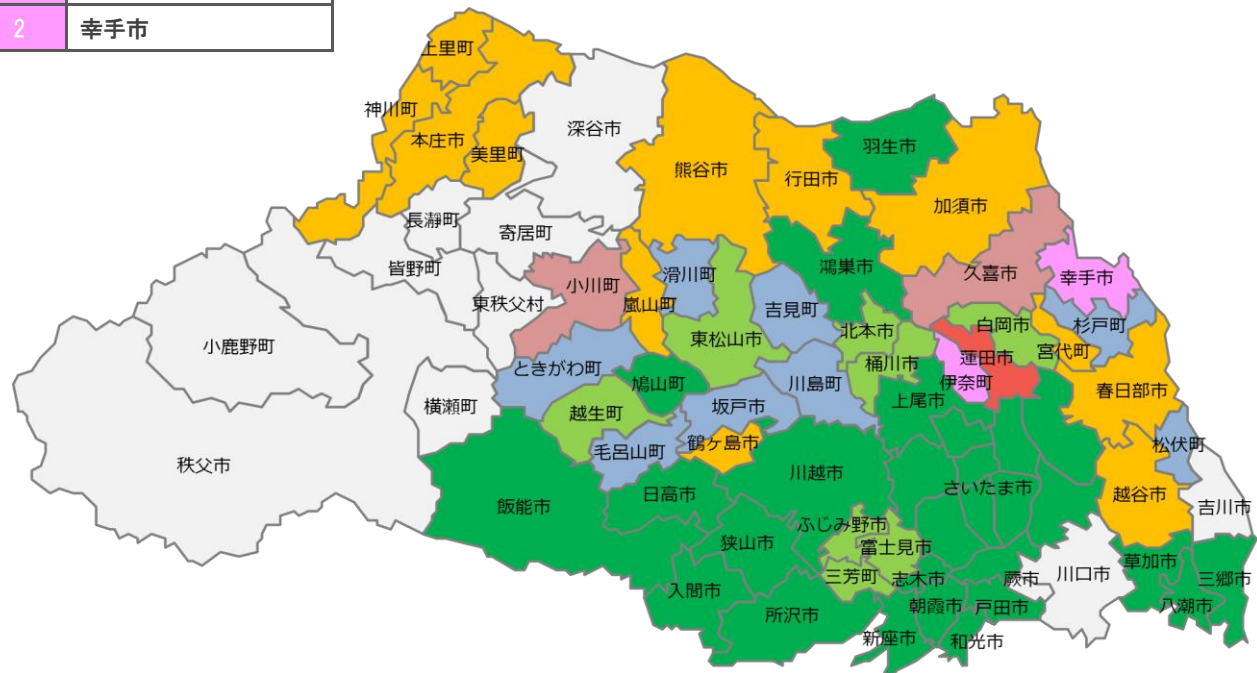 2 幸手市
上里町
神川町
本庄市
美里町
深谷市
熊谷市
行田市
羽生市
加須市
長瀞町
寄居町
皆野町
東秩父村
小川町
嵐山町
滑川町
吉見町
鴻巣市
久喜市
幸手市
小鹿野町
ときがわ町
東松山市
北本市
桶川市
白岡市
杉戸町
宮代町
蓮田市
伊奈町
横瀬町
越生町
鳩山町
坂戸市
川島町
上尾市
春日部市
秩父市
毛呂山町
鶴ヶ島市
川越市
さいたま市
松伏町
越谷市
吉川市
飯能市
日高市
狭山市
ふじみ野市
富士見市
三芳町
志木市
入間市
所沢市
朝霞市
新座市
和光市
戸田市
蕨市
川口市
草加市
八潮市
三郷市